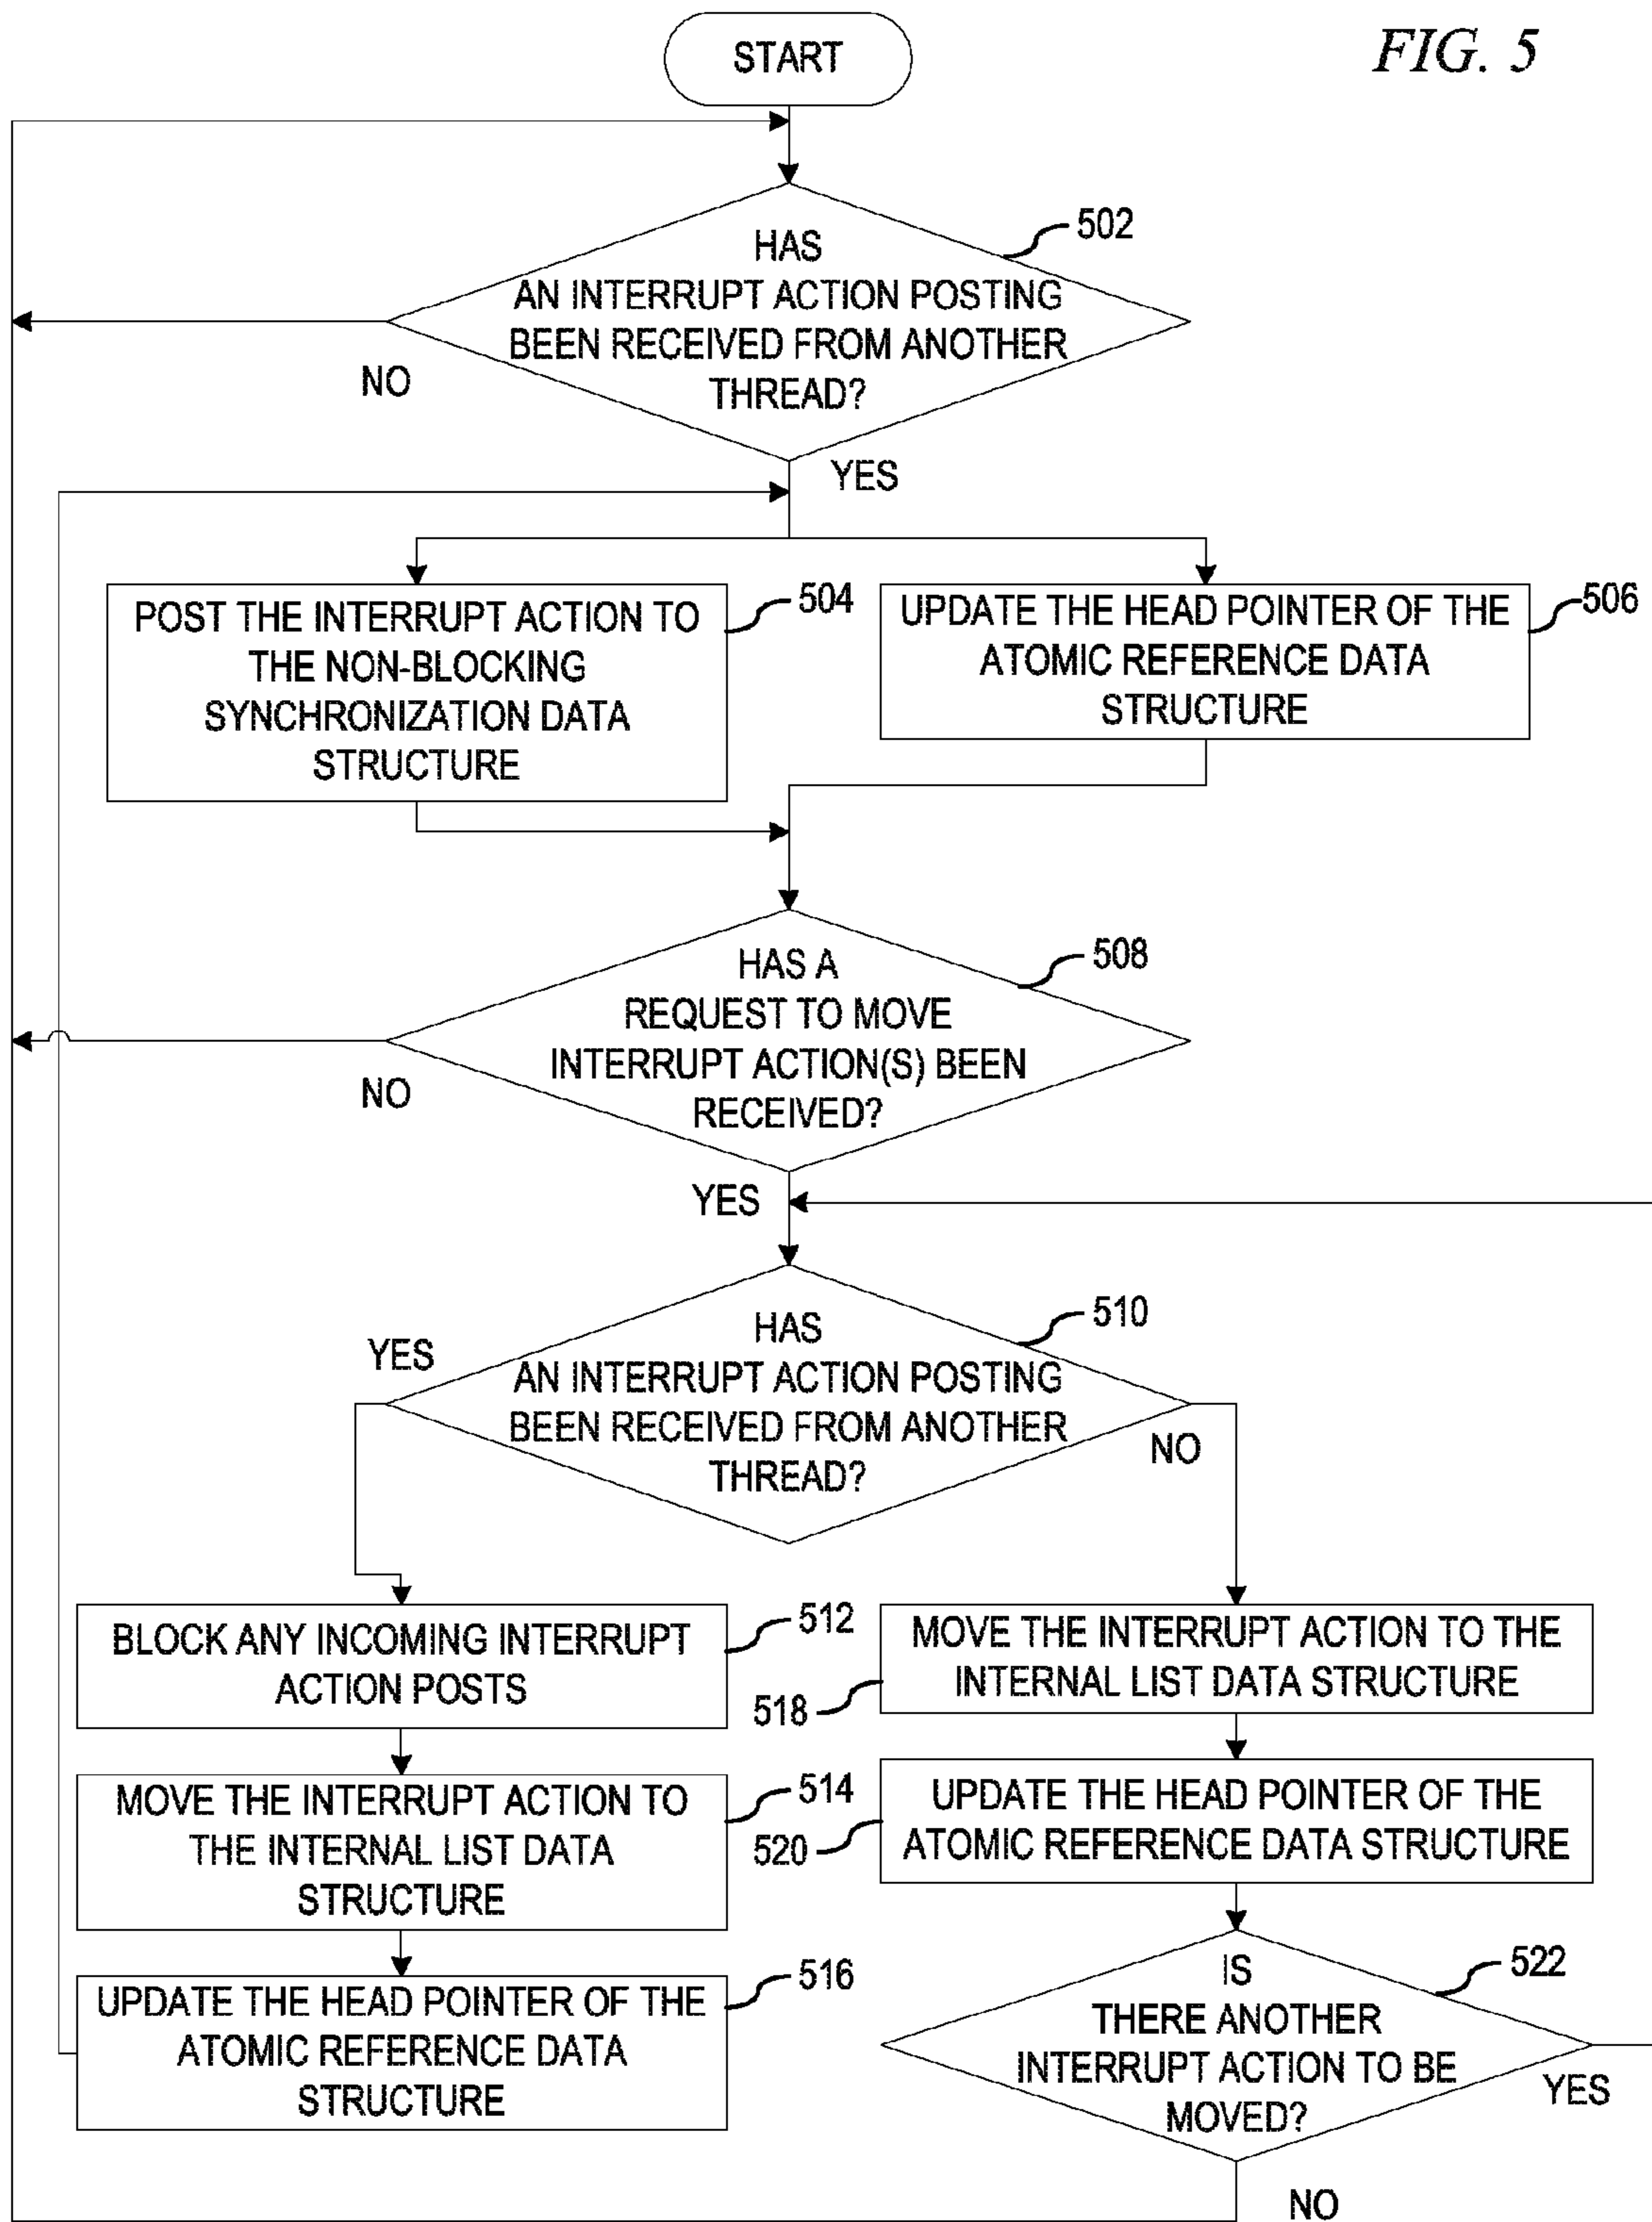 FIG. 5
START
502
HAS
AN INTERRUPT ACTION POSTING
BEEN RECEIVED FROM ANOTHER
THREAD?
NO
YES
504
POST THE INTERRUPT ACTION TO
THE NON-BLOCKING
SYNCHRONIZATION DATA
STRUCTURE
506
UPDATE THE HEAD POINTER OF THE
ATOMIC REFERENCE DATA
STRUCTURE
508
HAS A
REQUEST TO MOVE
INTERRUPT ACTION(S) BEEN
RECEIVED?
NO
YES
510
HAS
AN INTERRUPT ACTION POSTING
BEEN RECEIVED FROM ANOTHER
THREAD?
YES
NO
512
BLOCK ANY INCOMING INTERRUPT
ACTION POSTS
514
MOVE THE INTERRUPT ACTION TO
THE INTERNAL LIST DATA
STRUCTURE
516
UPDATE THE HEAD POINTER OF THE
ATOMIC REFERENCE DATA
STRUCTURE
MOVE THE INTERRUPT ACTION TO THE
INTERNAL LIST DATA STRUCTURE
518
UPDATE THE HEAD POINTER OF THE
ATOMIC REFERENCE DATA STRUCTURE
520
522
IS
THERE ANOTHER
INTERRUPT ACTION TO BE
MOVED?
YES
NO